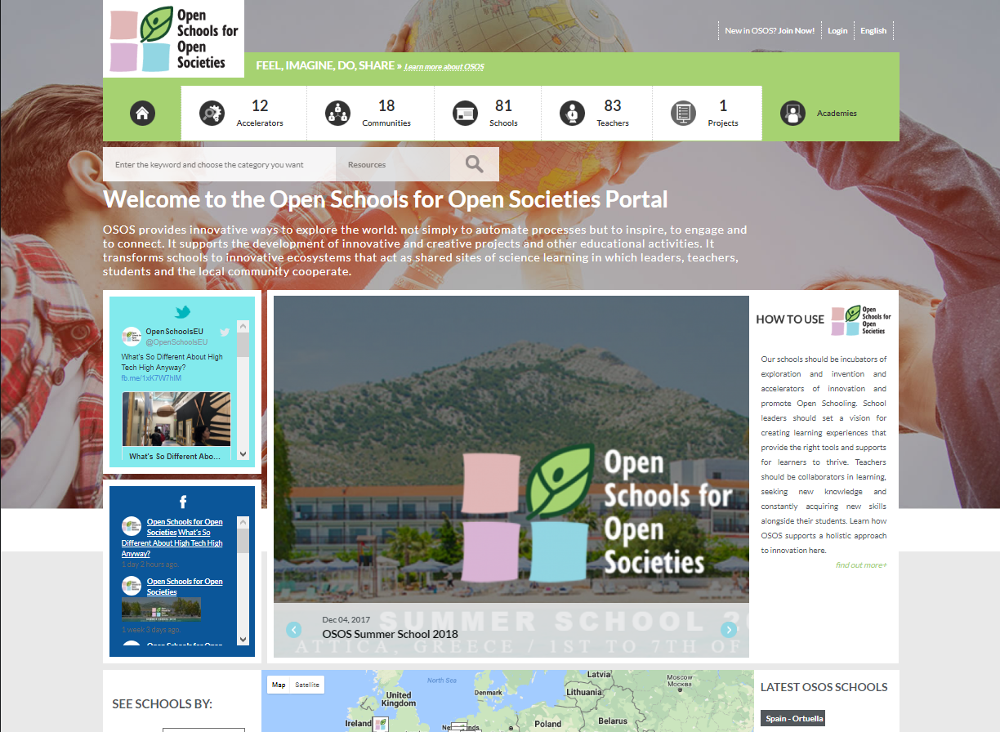 Open
Schools for
Open
Societies
New in OSOS? Join Now!
Login
English
FEEL, IMAGINE, DO, SHARE » Learn more about OSOS
12
Accelerators
18
Communities
81
Schools
83
Teachers
1
Projects
Academies
Enter the keyword and choose the category you want
Resources
Welcome to the Open Schools for Open Societies Portal
OSOS provides innovative ways to explore the world: not simply to automate processes but to inspire, to engage and
to connect. It supports the development of innovative and creative projects and other educational activities. It
transforms schools to innovative ecosystems that act as shared sites of science learning in which leaders, teachers,
students and the local community cooperate.
OpenSchoolsEU
@OpenSchoolsEU
What's So Different About High
Tech High Anyway?
fb.me/1xK7W7hlM
What's So Different Abo...
Open Schools for Open
Societies What's So
Different About High Tech High
Anyway?
1 day 2 hours ago.
Open Schools for Open
Societies
1 week 3 days ago.
Open Schools for Open
Open
Schools for
Open
Societies
SUMMER SCHOOL
Dec 04, 2017
OSOS Summer School 2018
ATTICA, GREECE / 1ST TO 7TH OF
HOW TO USE
Open
Schools for
Open
Societies
Our schools should be incubators of
exploration and invention and
accelerators of innovation and
promote Open Schooling. School
leaders should set a vision for
creating learning experiences that
provide the right tools and supports
for learners to thrive. Teachers
should be collaborators in learning,
seeking new knowledge and
constantly acquiring new skills
alongside their students. Learn how
OSOS supports a holistic approach
to innovation here.
find out more+
SEE SCHOOLS BY:
Map
Satellite
North Sea
United
Kingdom
Ireland
Denmark
Latvia
Lithuania
Moscow
Москва
Poland
Belarus
LATEST OSOS SCHOOLS
Spain - Ortuella